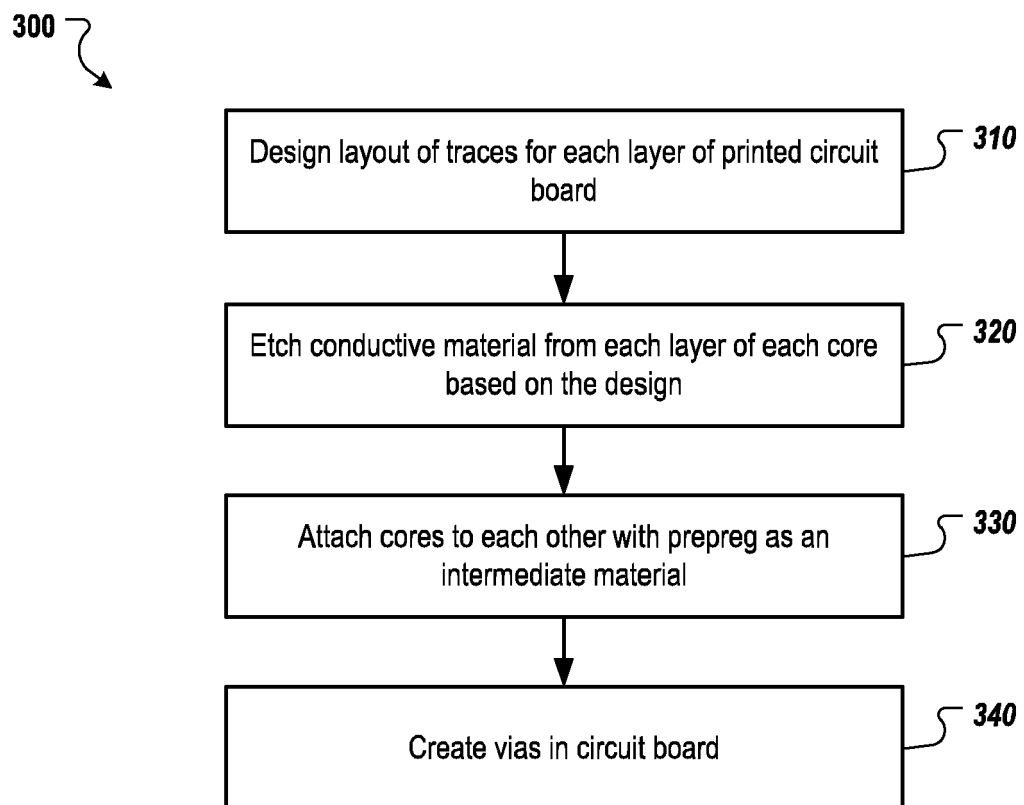 300
Design layout of traces for each layer of printed circuit
board
310
Etch conductive material from each layer of each core
based on the design
320
Attach cores to each other with prepreg as an
intermediate material
330
Create vias in circuit board
340